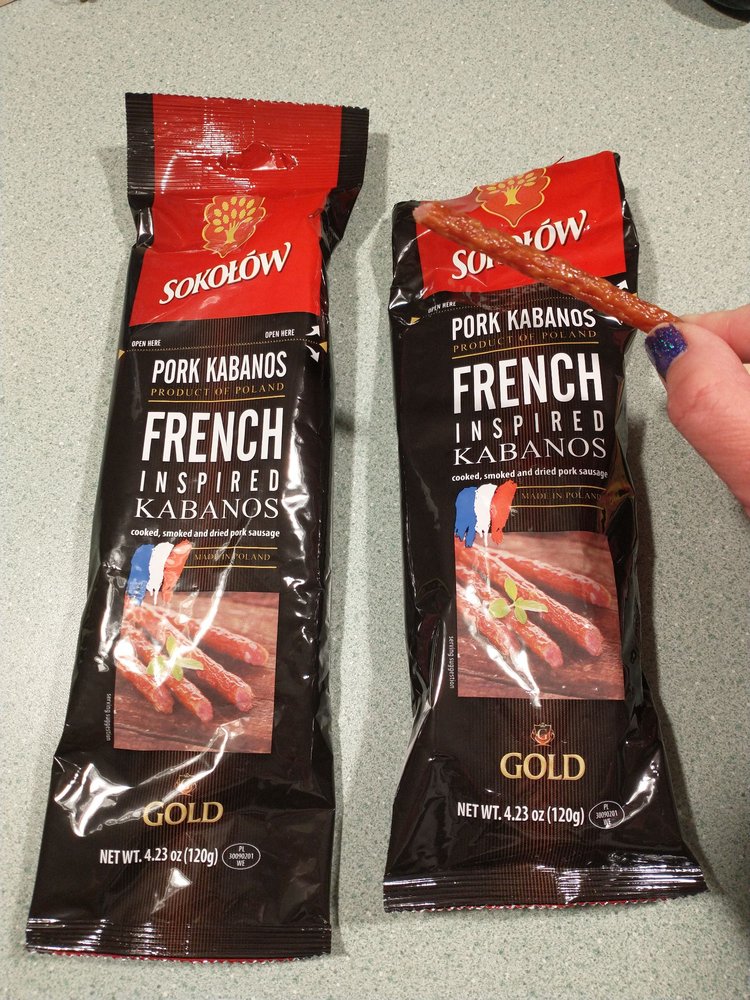 SOKOŁÓW
OPEN HERE
OPEN HERE
PORK KABANOS
PRODUCT OF POLAND
FRENCH
INSPIRED
KABANOS
cooked, smoked and dried pork sausage
MADE IN POLAND
serving suggestion
GOLD
NET WT. 4.23 oz (120g)
PL
30090201
WE
SOKOŁÓW
OPEN HERE
PORK KABANOS
PRODUCT OF POLAND
FRENCH
INSPIRED
KABANOS
cooked, smoked and dried pork sausage
MADE IN POLAND
serving suggestion
G
GOLD
NET WT. 4.23 oz (120g)
PL
30090201
WE